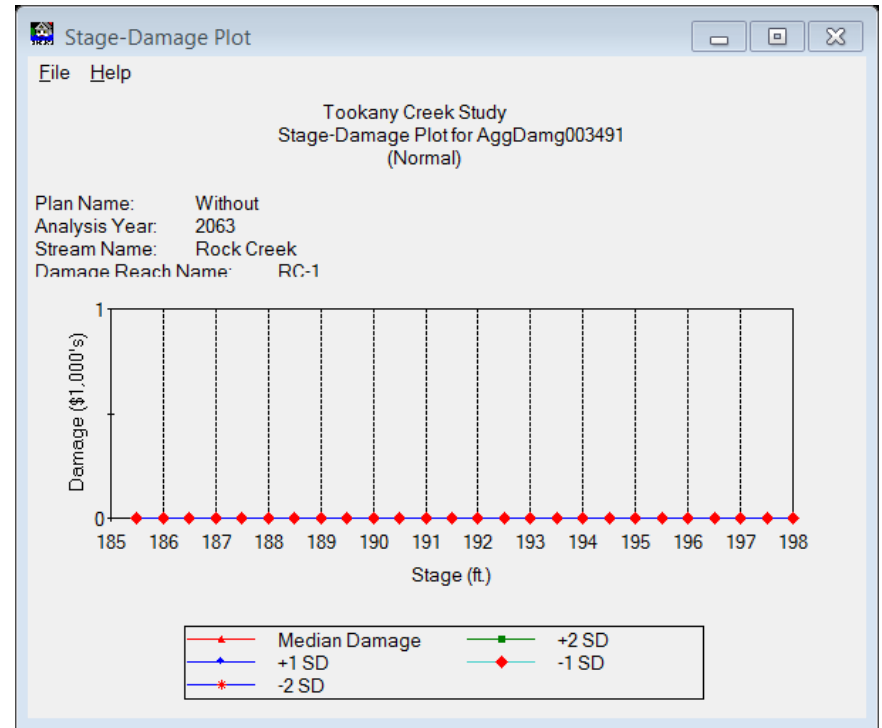 Stage-Damage Plot
File Help
Tookany Creek Study
Stage-Damage Plot for AggDamg003491
(Normal)
Plan Name: Without
Analysis Year: 2063
Stream Name: Rock Creek
Damage Reach Name: RC-1
1
Damage ($1,000's)
0
185 186 187 188 189 190 191 192 193 194 195 196 197 198
Stage (ft.)
Median Damage +2 SD
+1 SD -1 SD
-2 SD